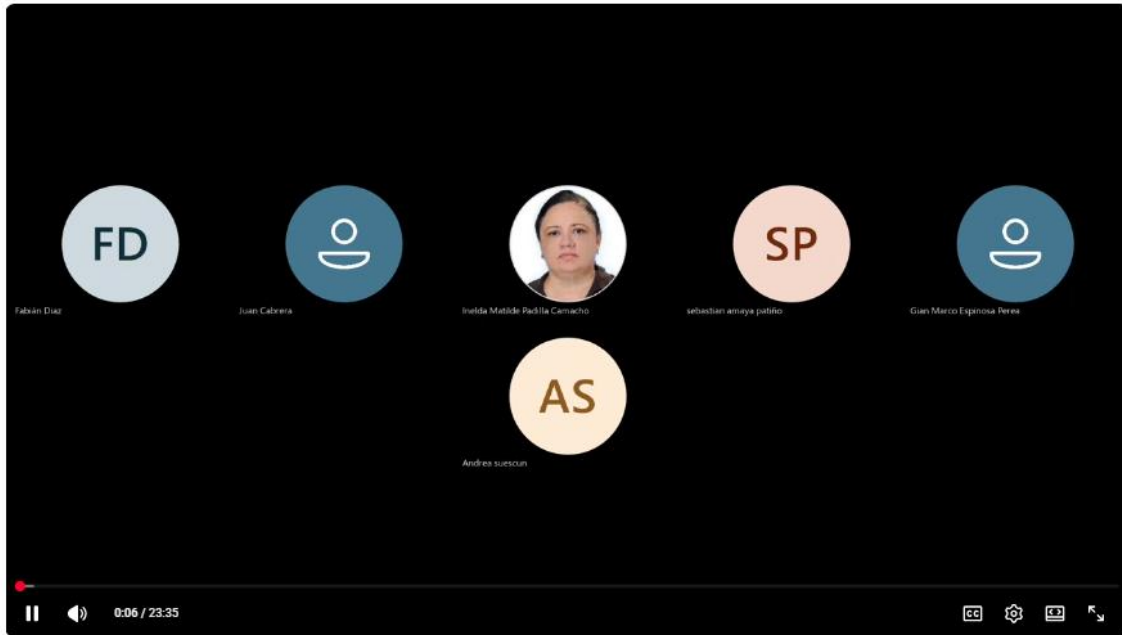 FD
SP
Fabián Diaz
Juan Cabrera
Inelda Matilde Padilla Camacho
sebastian amaya patiño
Gian Marco Espinosa Perea
AS
Andrea suescun
0:06 / 23:35
CC